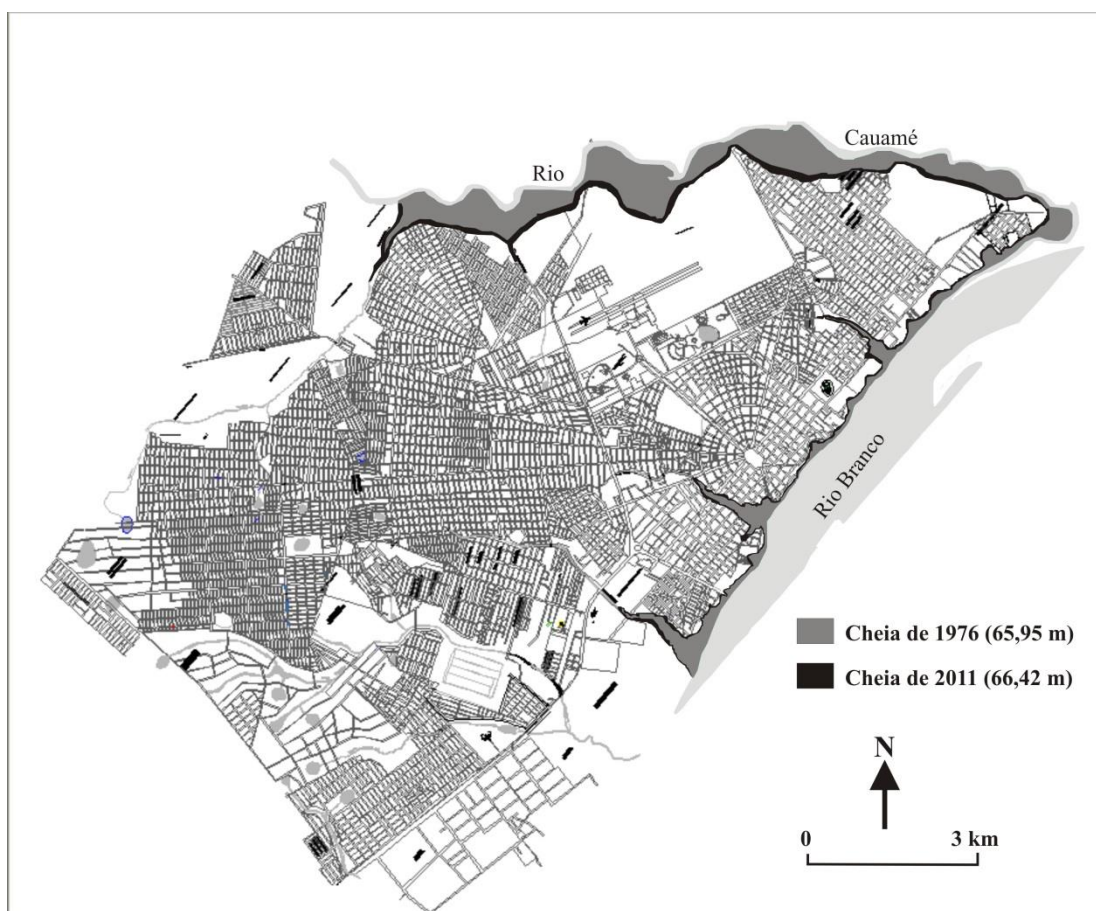 Rio
Cauamé
Rio Branco
Cheia de 1976 (65,95 m)
Cheia de 2011 (66,42 m)
N
0 3 km